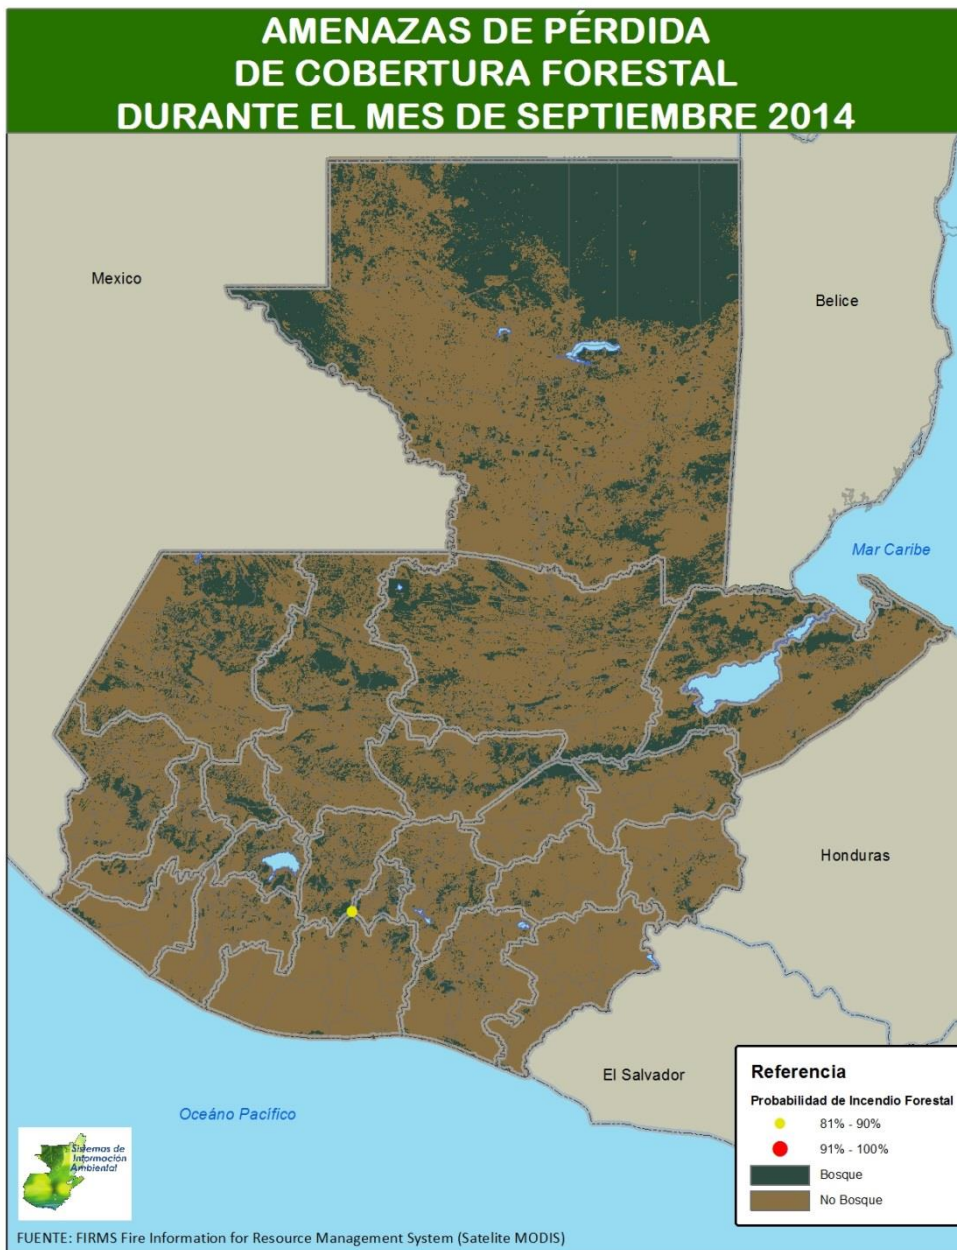 AMENAZAS DE PÉRDIDA
DE COBERTURA FORESTAL
DURANTE EL MES DE SEPTIEMBRE 2014
Mexico
Belice
Mar Caribe
Honduras
El Salvador
Oceáno Pacífico
Referencia
Probabilidad de Incendio Forestal
81% - 90%
91% - 100%
Bosque
No Bosque
Sistemas de
Información
Ambiental
FUENTE: FIRMS Fire Information for Resource Management System (Satelite MODIS)